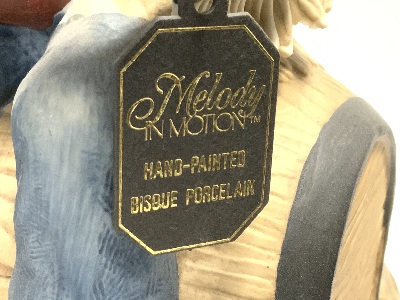 Melody
IN MOTION™
HAND-PAINTED
BISQUE PORCELAIN